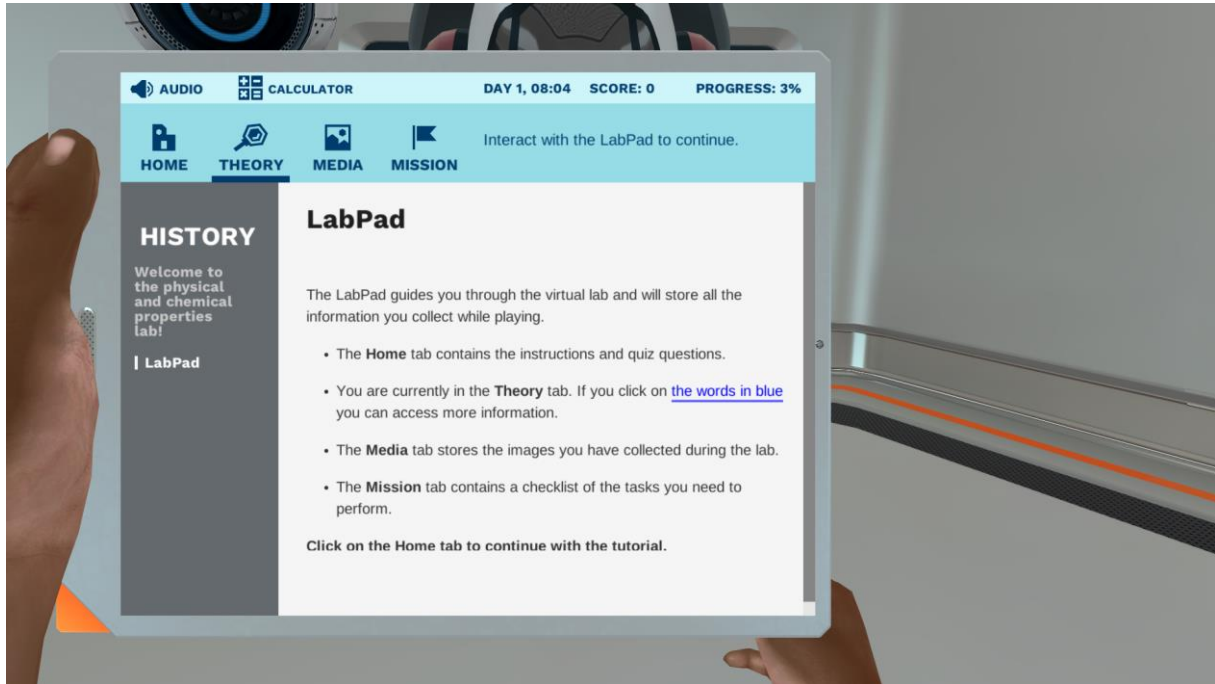 AUDIO CALCULATOR DAY 1, 08:04 SCORE: 0 PROGRESS: 3%
HOME THEORY MEDIA MISSION Interact with the LabPad to continue.
HISTORY
Welcome to
the physical
and chemical
properties
lab!
LabPad
LabPad
The LabPad guides you through the virtual lab and will store all the
information you collect while playing.
• The Home tab contains the instructions and quiz questions.
• You are currently in the Theory tab. If you click on the words in blue
you can access more information.
• The Media tab stores the images you have collected during the lab.
• The Mission tab contains a checklist of the tasks you need to
perform.
Click on the Home tab to continue with the tutorial.